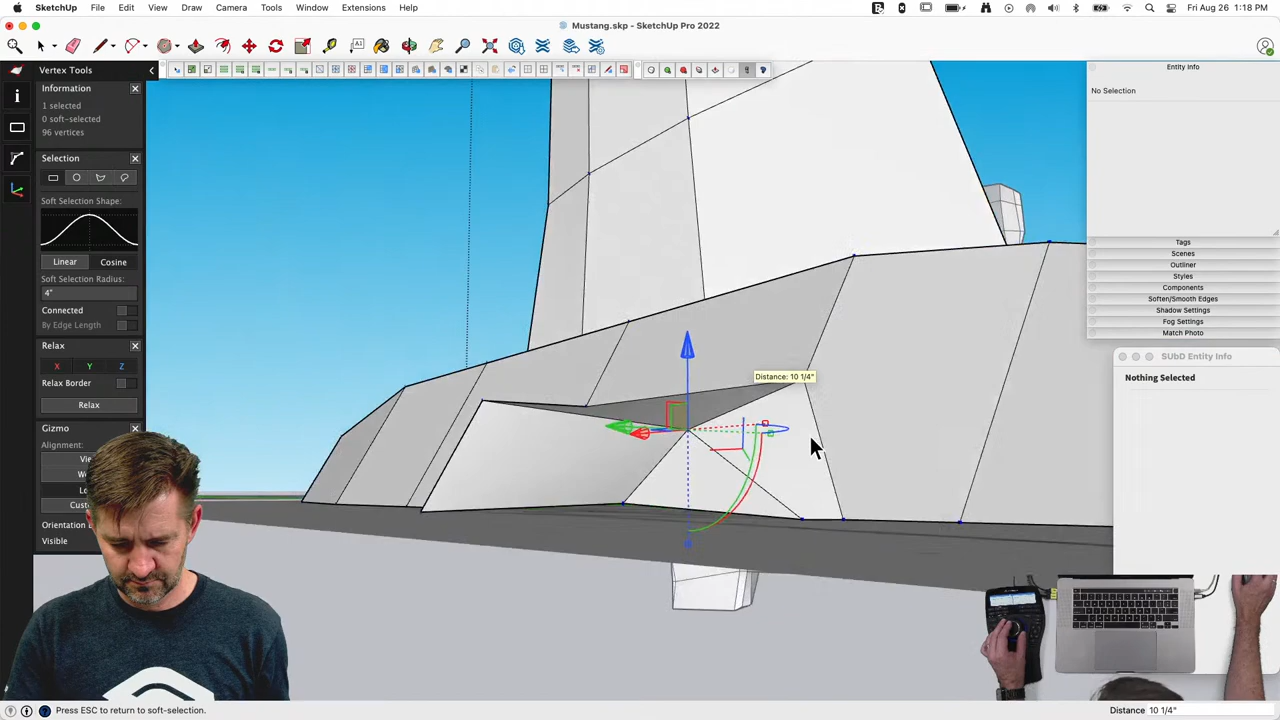 SketchUp File Edit View Draw Camera Tools Window Extensions Help Fri Aug 26 1:18 PM
Mustang.skp - SketchUp Pro 2022
Vertex Tools
Information
1 selected
0 soft-selected
96 vertices
Selection
Soft Selection Shape:
Linear Cosine
Soft Selection Radius:
4"
Connected
By Edge Length
Relax
X Y Z
Relax Border
Relax
Gizmo
Alignment:
Orientation
Visible
Distance: 10 1/4"
Entity Info
No Selection
Tags
Scenes
Outliner
Styles
Components
Soften/Smooth Edges
Shadow Settings
Fog Settings
Match Photo
SUbD Entity Info
Nothing Selected
Press ESC to return to soft-selection.
Distance 10 1/4"